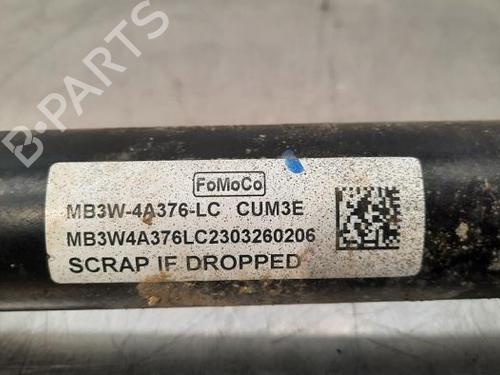 B-PARTS
FoMoCo
MB3W-4A376-LC CUM3E
MB3W4A376LC2303260206
SCRAP IF DROPPED